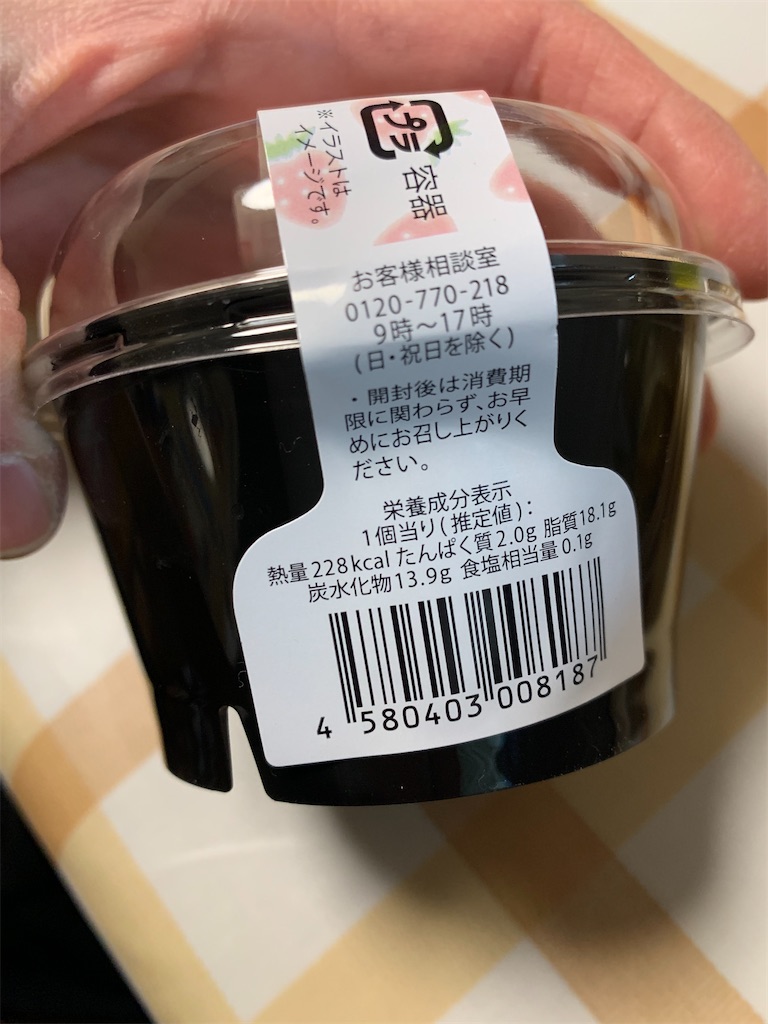 プラ
容器
※イラストは
イメージです。
お客様相談室
0120-770-218
9時～17時
(日・祝日を除く)
・開封後は消費期
限に関わらず、お早
めにお召し上がりく
ださい。
栄養成分表示
1個当り(推定値):
熱量228kcal たんぱく質2.0g 脂質18.1g
炭水化物13.9g 食塩相当量0.1g
4 580403 008187